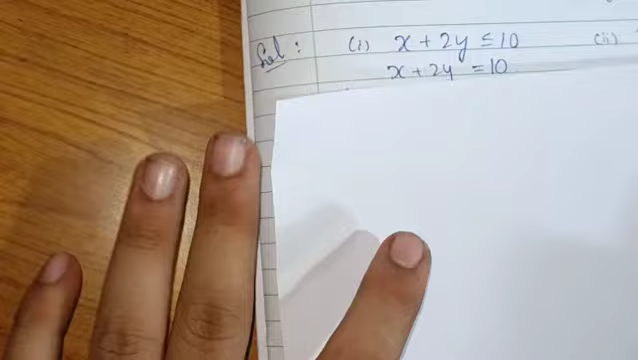 Sol : (i) x + 2y ≤ 10 (ii)
x + 2y = 10